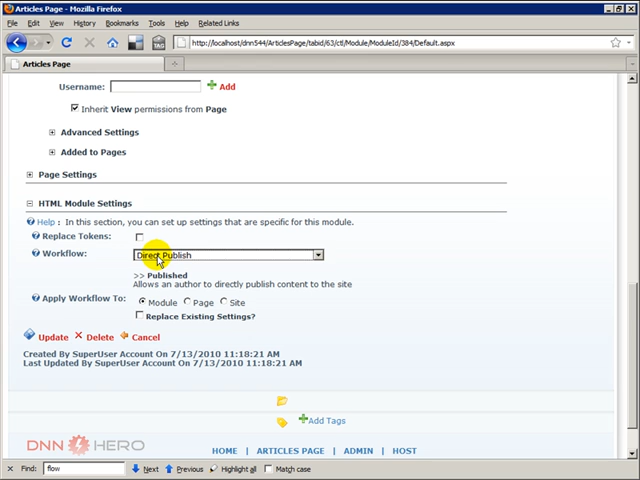 Articles Page - Mozilla Firefox
File Edit View History Bookmarks Tools Help Related Links
http://localhost/dnn544/ArticlesPage/tabid/63/ctl/Module/ModuleId/384/Default.aspx
Articles Page
Username: Add
Inherit View permissions from Page
Advanced Settings
Added to Pages
Page Settings
HTML Module Settings
Help : In this section, you can set up settings that are specific for this module.
Replace Tokens:
Workflow: Direct Publish
>> Published
Allows an author to directly publish content to the site
Apply Workflow To: Module Page Site
Replace Existing Settings?
Update Delete Cancel
Created By SuperUser Account On 7/13/2010 11:18:21 AM
Last Updated By SuperUser Account On 7/13/2010 11:18:21 AM
Add Tags
DNN HERO
HOME | ARTICLES PAGE | ADMIN | HOST
Find: flow Next Previous Highlight all Match case